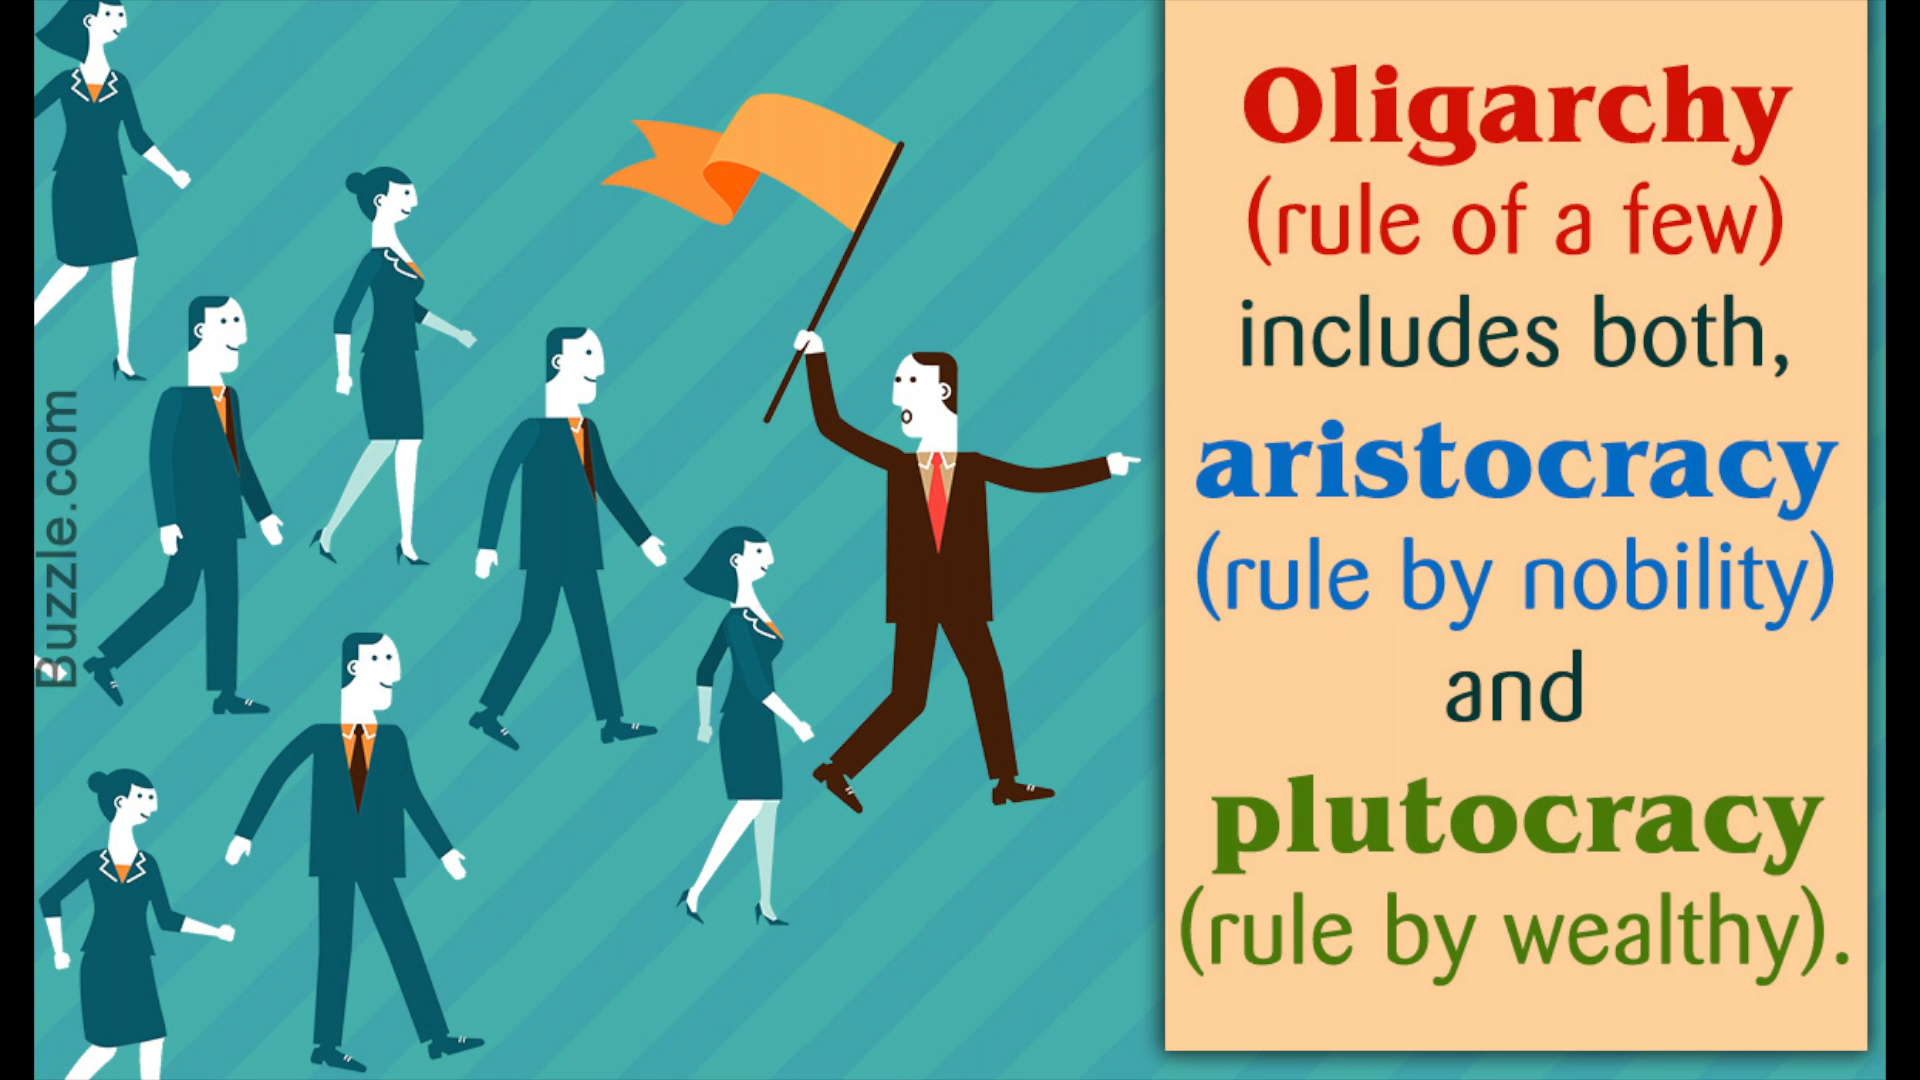 Oligarchy
(rule of a few)
includes both,
aristocracy
(rule by nobility)
and
plutocracy
(rule by wealthy).
Buzzle.com